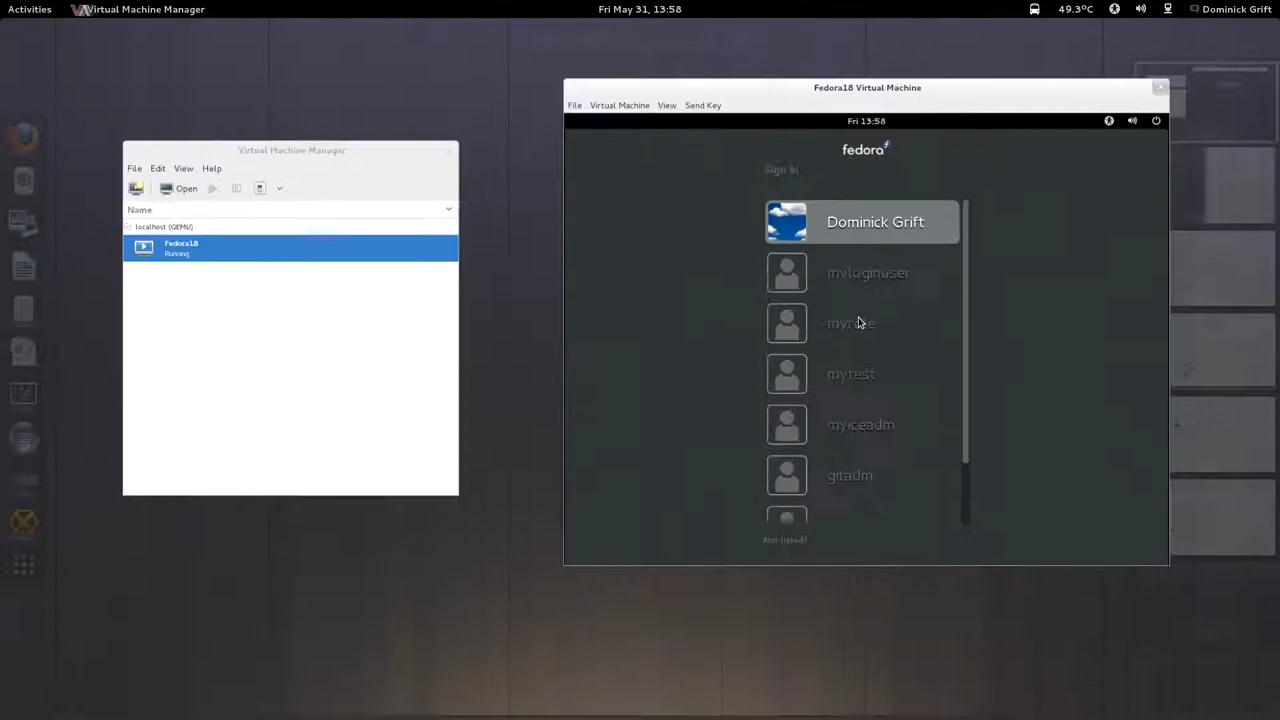 Activities
Virtual Machine Manager
Fri May 31, 13:58
49.3°C
Dominick Grift
Virtual Machine Manager
File Edit View Help
Open
Name
localhost (QEMU)
Fedora18
Running
Fedora18 Virtual Machine
File Virtual Machine View Send Key
Fri 13:58
fedora
Sign In
Dominick Grift
myloginuser
mytest
myiceadm
gitadm
Not listed?